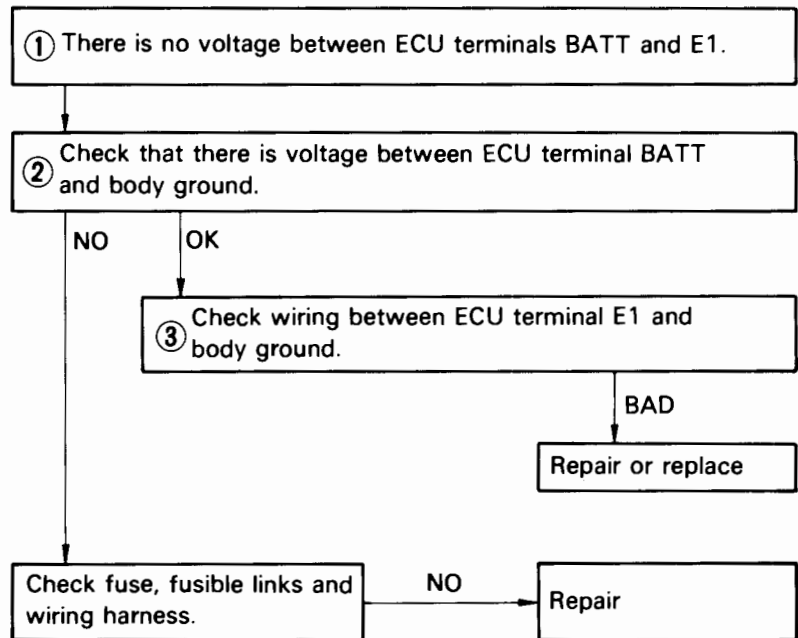 ① There is no voltage between ECU terminals BATT and E1.
② Check that there is voltage between ECU terminal BATT
and body ground.
NO
OK
③ Check wiring between ECU terminal E1 and
body ground.
BAD
Repair or replace
Check fuse, fusible links and
wiring harness.
NO
Repair